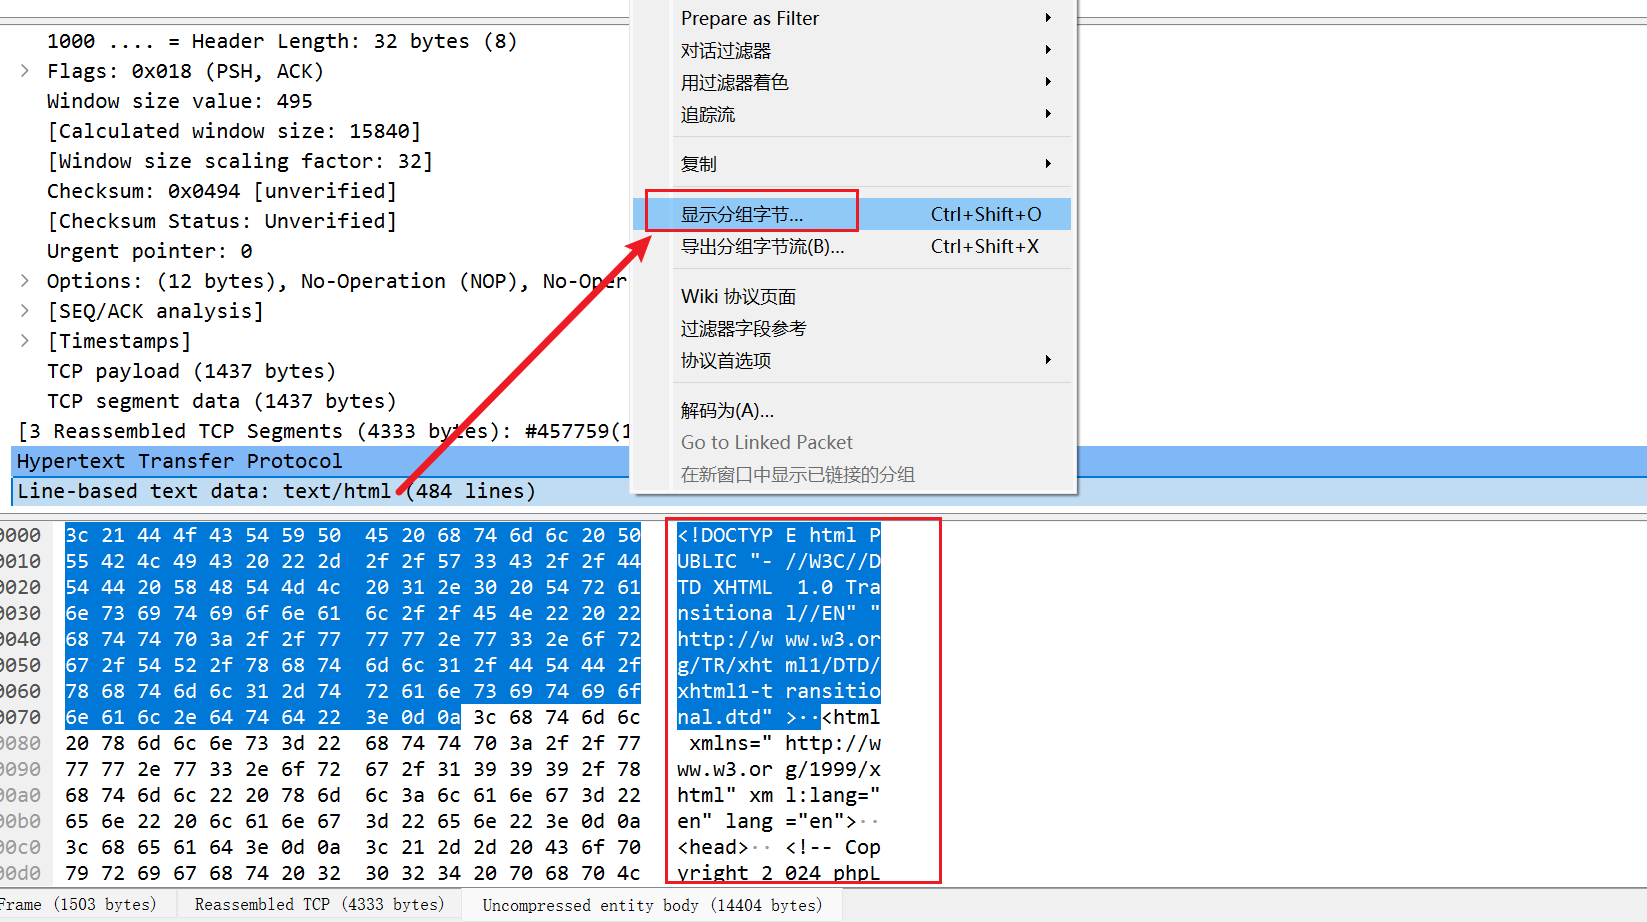 1000 .... = Header Length: 32 bytes (8)
Flags: 0x018 (PSH, ACK)
Window size value: 495
[Calculated window size: 15840]
[Window size scaling factor: 32]
Checksum: 0x0494 [unverified]
[Checksum Status: Unverified]
Urgent pointer: 0
Options: (12 bytes), No-Operation (NOP), No-Oper
[SEQ/ACK analysis]
[Timestamps]
TCP payload (1437 bytes)
TCP segment data (1437 bytes)
[3 Reassembled TCP Segments (4333 bytes): #457759(1
Hypertext Transfer Protocol
Line-based text data: text/html (484 lines)
Prepare as Filter
对话过滤器
用过滤器着色
追踪流
复制
显示分组字节... Ctrl+Shift+O
导出分组字节流(B)... Ctrl+Shift+X
Wiki 协议页面
过滤器字段参考
协议首选项
解码为(A)...
Go to Linked Packet
在新窗口中显示已链接的分组
0000 3c 21 44 4f 43 54 59 50 45 20 68 74 6d 6c 20 50 <!DOCTYP E html P
0010 55 42 4c 49 43 20 22 2d 2f 2f 57 33 43 2f 2f 44 UBLIC "- //W3C//D
0020 54 44 20 58 48 54 4d 4c 20 31 2e 30 20 54 72 61 TD XHTML 1.0 Tra
0030 6e 73 69 74 69 6f 6e 61 6c 2f 2f 45 4e 22 20 22 nsitiona l//EN" "
0040 68 74 74 70 3a 2f 2f 77 77 77 2e 77 33 2e 6f 72 http://w ww.w3.or
0050 67 2f 54 52 2f 78 68 74 6d 6c 31 2f 44 54 44 2f g/TR/xht ml1/DTD/
0060 78 68 74 6d 6c 31 2d 74 72 61 6e 73 69 74 69 6f xhtml1-t ransitio
0070 6e 61 6c 2e 64 74 64 22 3e 0d 0a 3c 68 74 6d 6c nal.dtd" >··<html
0080 20 78 6d 6c 6e 73 3d 22 68 74 74 70 3a 2f 2f 77 xmlns=" http://w
0090 77 77 2e 77 33 2e 6f 72 67 2f 31 39 39 39 2f 78 ww.w3.or g/1999/x
00a0 68 74 6d 6c 22 20 78 6d 6c 3a 6c 61 6e 67 3d 22 html" xm l:lang="
00b0 65 6e 22 20 6c 61 6e 67 3d 22 65 6e 22 3e 0d 0a en" lang ="en">··
00c0 3c 68 65 61 64 3e 0d 0a 3c 21 2d 2d 20 43 6f 70 <head>·· <!-- Cop
00d0 79 72 69 67 68 74 20 32 30 32 34 20 70 68 70 4c yright 2 024 phpL
Frame (1503 bytes)
Reassembled TCP (4333 bytes)
Uncompressed entity body (14404 bytes)